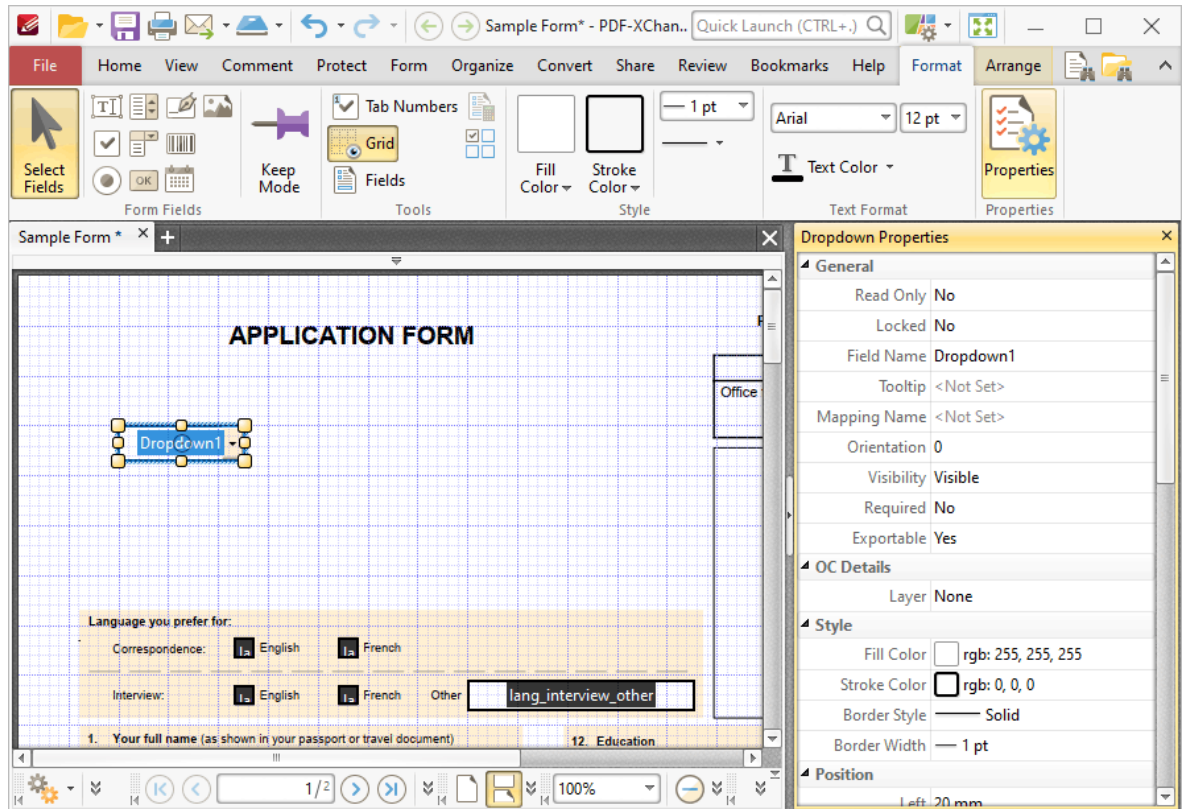 Sample Form* - PDF-XChan..
Quick Launch (CTRL+.)
File Home View Comment Protect Form Organize Convert Share Review Bookmarks Help Format Arrange
Select Fields
OK
Form Fields
Keep Mode
Tab Numbers
Grid
Fields
Tools
Fill Color
Stroke Color
1 pt
Style
Arial
12 pt
T Text Color
Text Format
Properties
Properties
Sample Form *
APPLICATION FORM
Office
Dropdown1
Language you prefer for:
Correspondence: English French
Interview: English French Other lang_interview_other
1. Your full name (as shown in your passport or travel document)
12. Education
1/2
100%
Dropdown Properties
General
Read Only No
Locked No
Field Name Dropdown1
Tooltip <Not Set>
Mapping Name <Not Set>
Orientation 0
Visibility Visible
Required No
Exportable Yes
OC Details
Layer None
Style
Fill Color rgb: 255, 255, 255
Stroke Color rgb: 0, 0, 0
Border Style Solid
Border Width 1 pt
Position
Left 20 mm